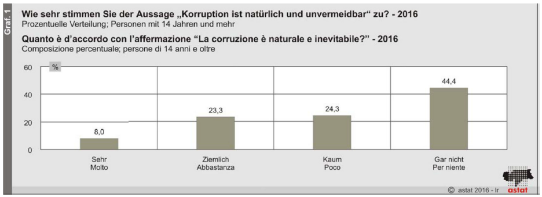 Graf. 1
Wie sehr stimmen Sie der Aussage „Korruption ist natürlich und unvermeidbar“ zu? - 2016
Prozentuelle Verteilung; Personen mit 14 Jahren und mehr
Quanto è d'accordo con l'affermazione “La corruzione è naturale e inevitabile?” - 2016
Composizione percentuale; persone di 14 anni e oltre
60
%
40
20
0
8,0
23,3
24,3
44,4
Sehr
Molto
Ziemlich
Abbastanza
Kaum
Poco
Gar nicht
Per niente
astat
© astat 2016 - lr